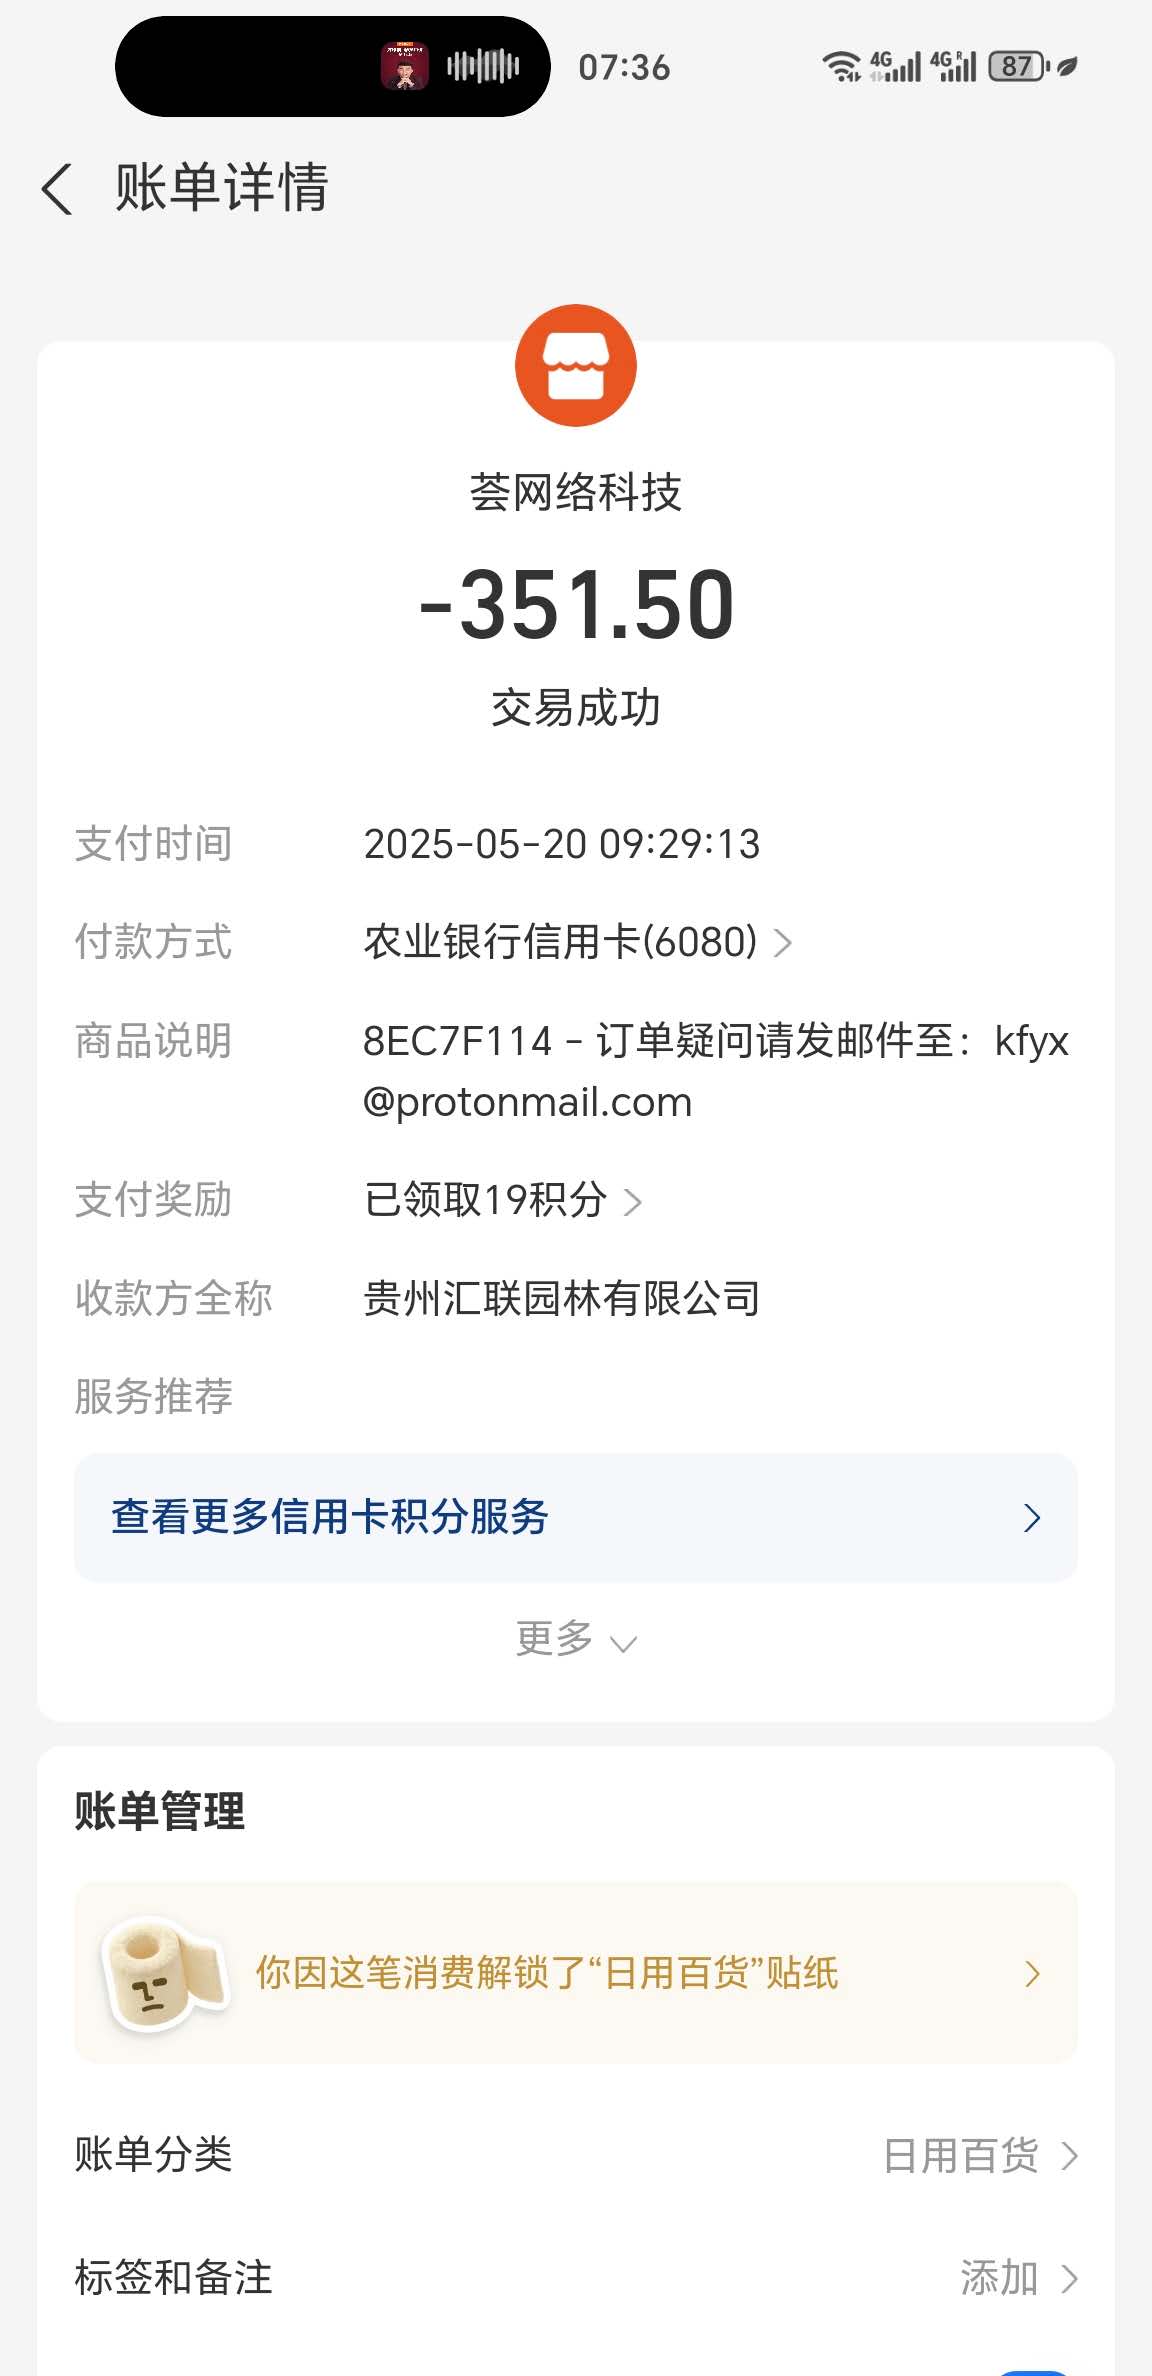 07:36
4G 4G R 87
账单详情
荟网络科技
-351.50
交易成功
支付时间 2025-05-20 09:29:13
付款方式 农业银行信用卡(6080)
商品说明 8EC7F114 - 订单疑问请发邮件至：kfyx
@protonmail.com
支付奖励 已领取19积分
收款方全称 贵州汇联园林有限公司
服务推荐
查看更多信用卡积分服务
更多
账单管理
你因这笔消费解锁了“日用百货”贴纸
账单分类 日用百货
标签和备注 添加